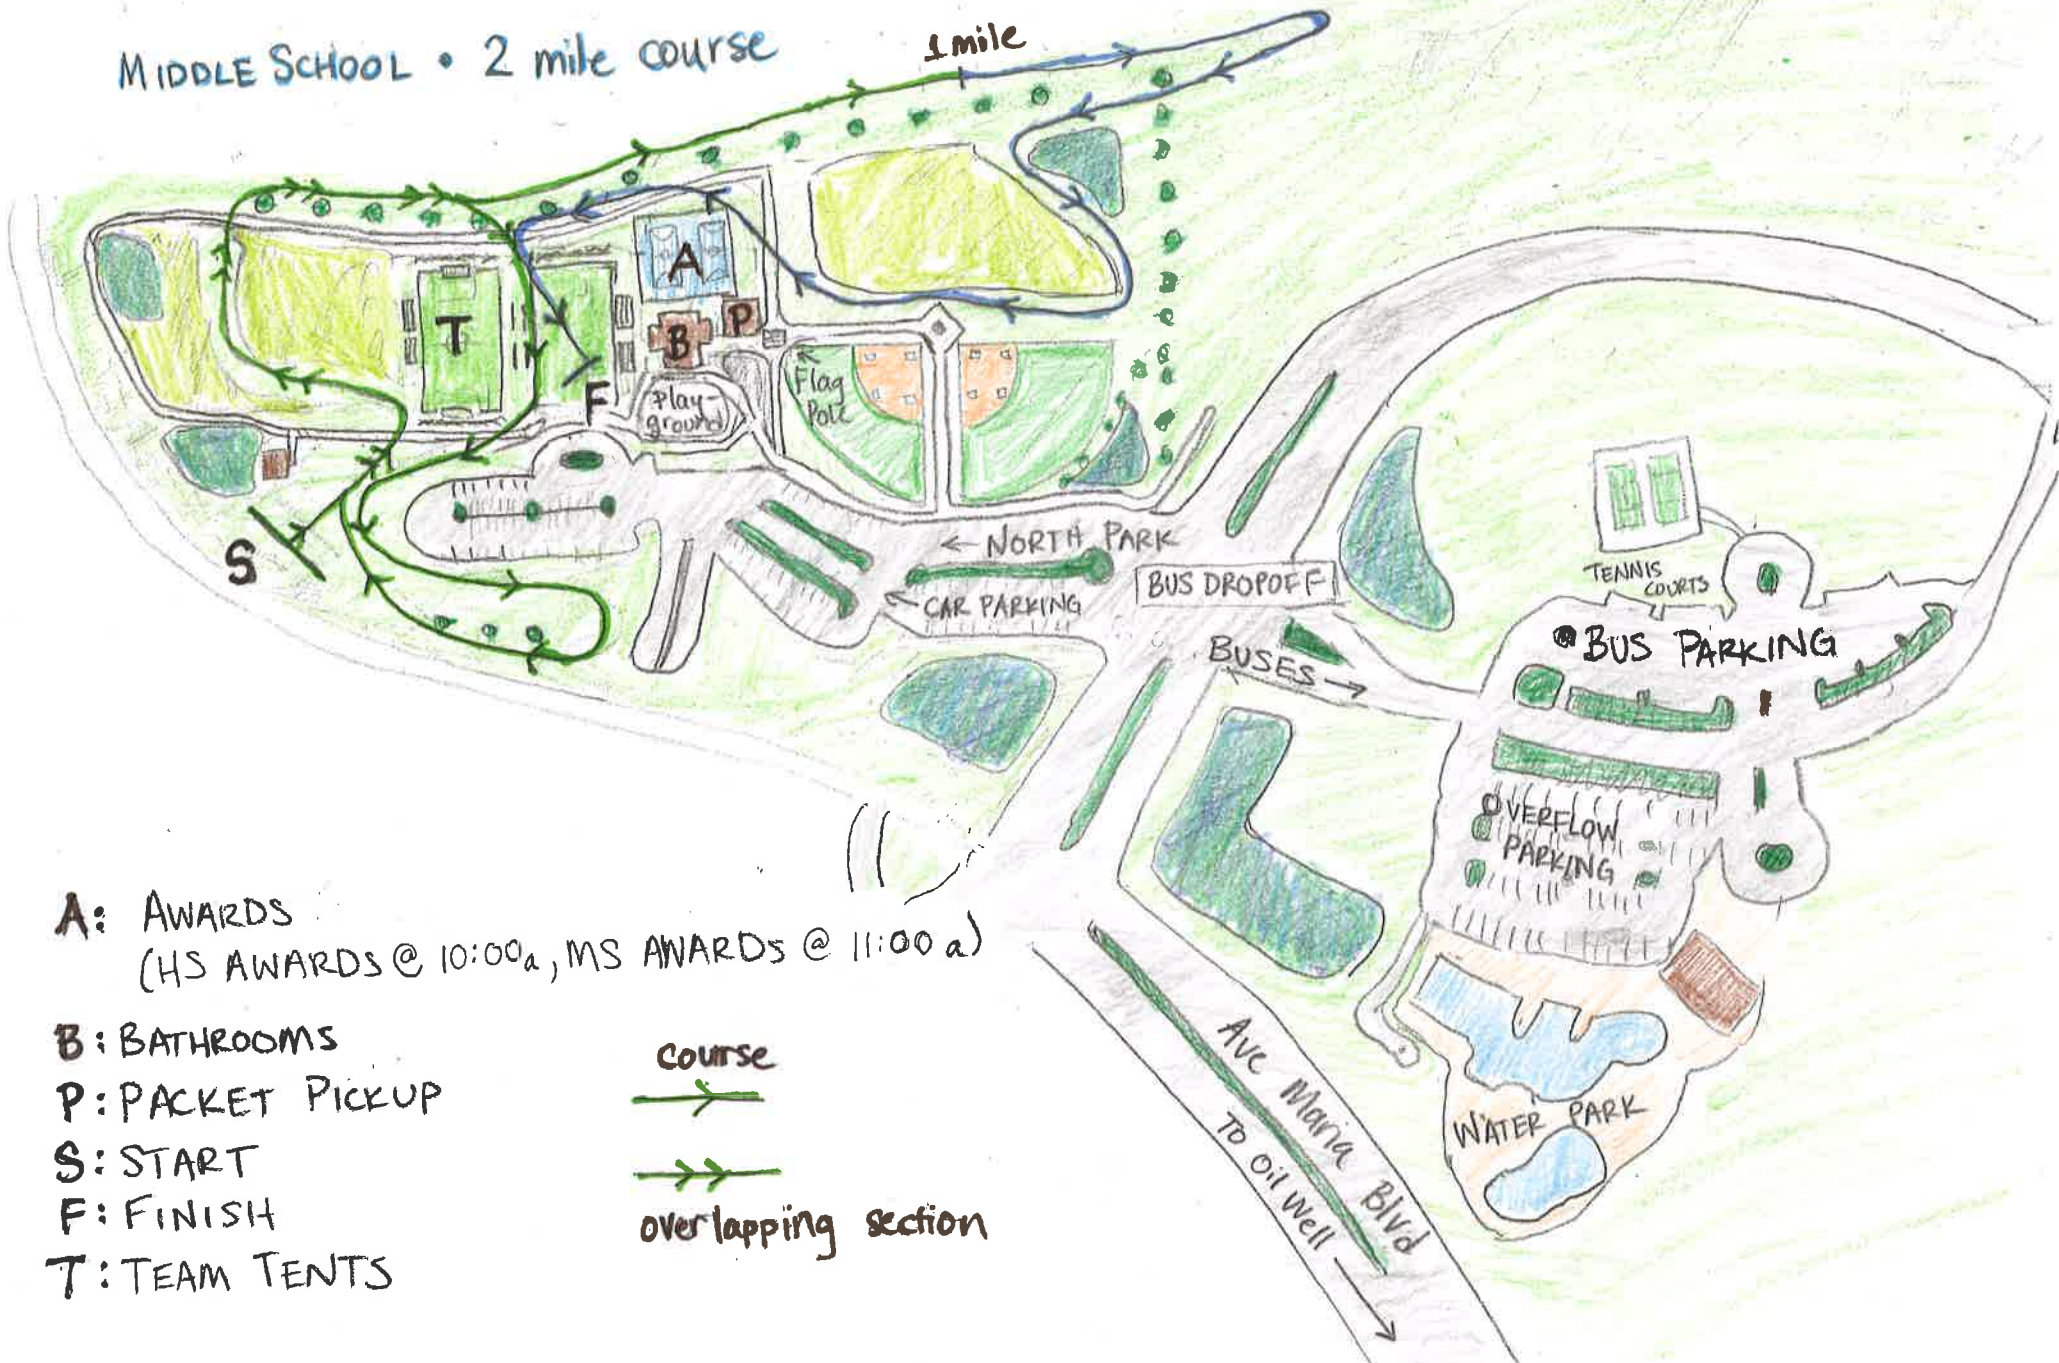 MIDDLE SCHOOL • 2 mile course
1 mile
A
T
B
P
F
Play-
ground
Flag
Pole
S
← NORTH PARK
← CAR PARKING
BUS DROPOFF
BUSES →
TENNIS
COURTS
BUS PARKING
OVERFLOW
PARKING
WATER PARK
Ave Maria Blvd
TO Oil Well →
A: AWARDS
(HS AWARDS @ 10:00a, MS AWARDS @ 11:00a)
B: BATHROOMS
P: PACKET PICKUP
S: START
F: FINISH
T: TEAM TENTS
course
overlapping section